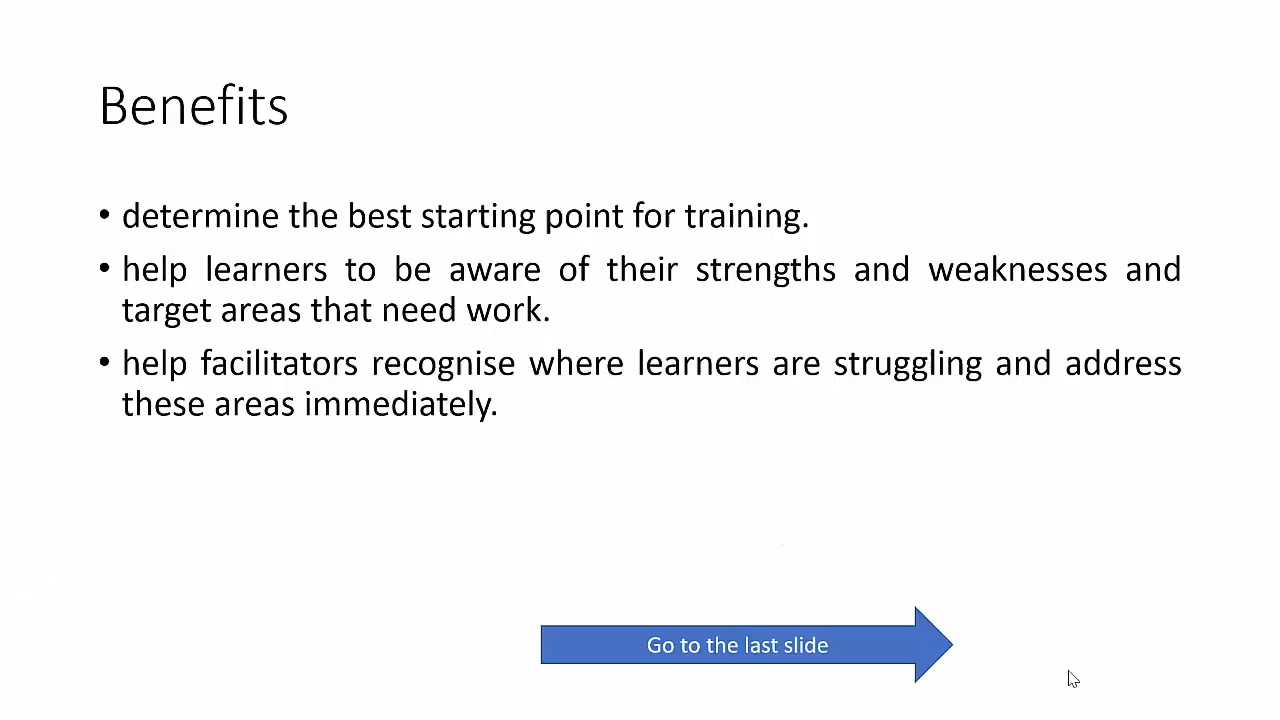 Benefits
• determine the best starting point for training.
• help learners to be aware of their strengths and weaknesses and
target areas that need work.
• help facilitators recognise where learners are struggling and address
these areas immediately.
Go to the last slide